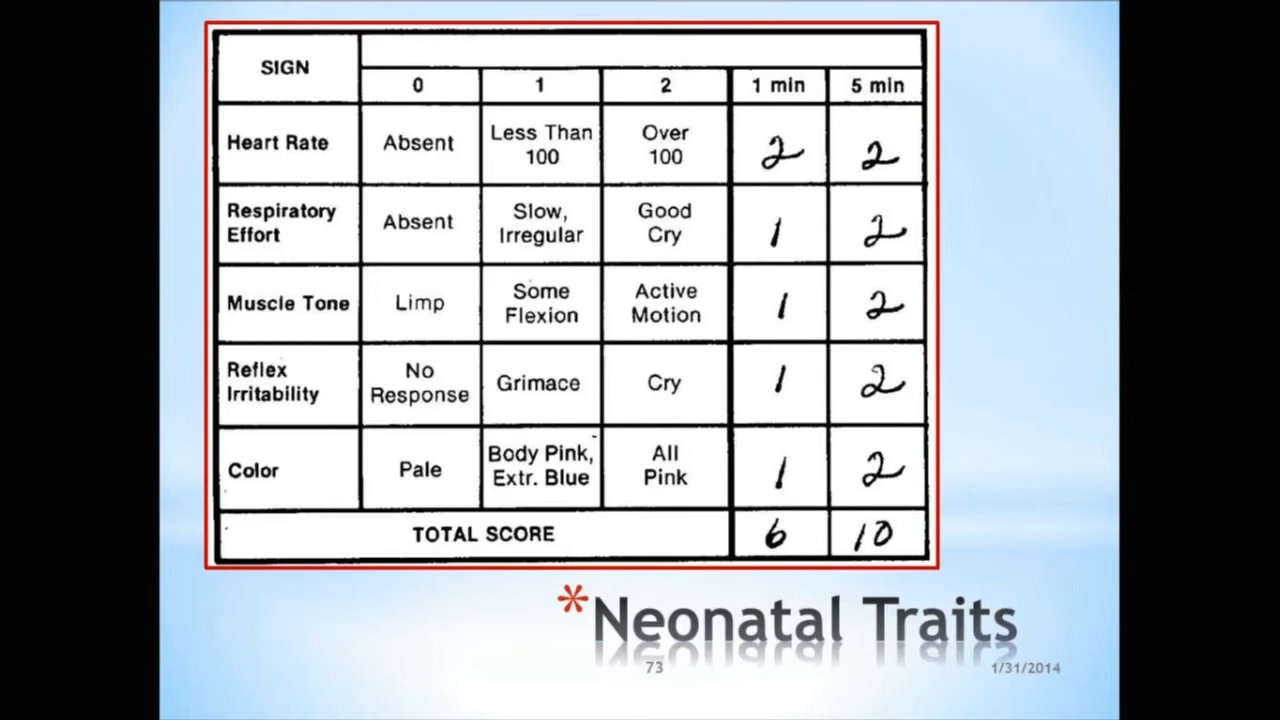 SIGN
0 1 2 1 min 5 min
Heart Rate Absent Less Than 100 Over 100 2 2
Respiratory Effort Absent Slow, Irregular Good Cry 1 2
Muscle Tone Limp Some Flexion Active Motion 1 2
Reflex Irritability No Response Grimace Cry 1 2
Color Pale Body Pink, Extr. Blue All Pink 1 2
TOTAL SCORE 6 10
*Neonatal Traits
73 1/31/2014